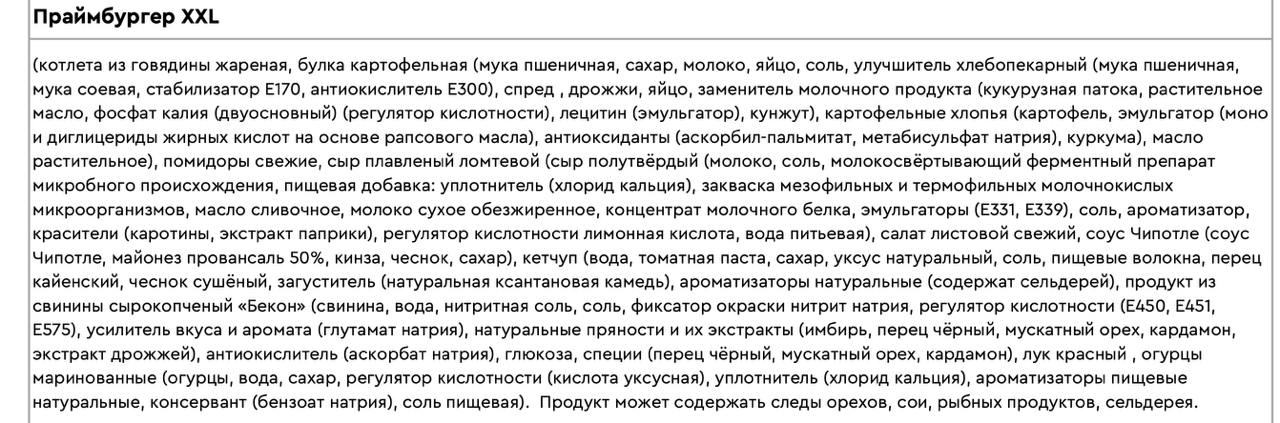 Праймбургер XXL
(котлета из говядины жареная, булка картофельная (мука пшеничная, сахар, молоко, яйцо, соль, улучшитель хлебопекарный (мука пшеничная,
мука соевая, стабилизатор Е170, антиокислитель Е300), спред , дрожжи, яйцо, заменитель молочного продукта (кукурузная патока, растительное
масло, фосфат калия (двуосновный) (регулятор кислотности), лецитин (эмульгатор), кунжут), картофельные хлопья (картофель, эмульгатор (моно
и диглицериды жирных кислот на основе рапсового масла), антиоксиданты (аскорбил-пальмитат, метабисульфат натрия), куркума), масло
растительное), помидоры свежие, сыр плавленый ломтевой (сыр полутвёрдый (молоко, соль, молокосвёртывающий ферментный препарат
микробного происхождения, пищевая добавка: уплотнитель (хлорид кальция), закваска мезофильных и термофильных молочнокислых
микроорганизмов, масло сливочное, молоко сухое обезжиренное, концентрат молочного белка, эмульгаторы (Е331, Е339), соль, ароматизатор,
красители (каротины, экстракт паприки), регулятор кислотности лимонная кислота, вода питьевая), салат листовой свежий, соус Чипотле (соус
Чипотле, майонез провансаль 50%, кинза, чеснок, сахар), кетчуп (вода, томатная паста, сахар, уксус натуральный, соль, пищевые волокна, перец
кайенский, чеснок сушёный, загуститель (натуральная ксантановая камедь), ароматизаторы натуральные (содержат сельдерей), продукт из
свинины сырокопченый «Бекон» (свинина, вода, нитритная соль, соль, фиксатор окраски нитрит натрия, регулятор кислотности (Е450, Е451,
Е575), усилитель вкуса и аромата (глутамат натрия), натуральные пряности и их экстракты (имбирь, перец чёрный, мускатный орех, кардамон,
экстракт дрожжей), антиокислитель (аскорбат натрия), глюкоза, специи (перец чёрный, мускатный орех, кардамон), лук красный , огурцы
маринованные (огурцы, вода, сахар, регулятор кислотности (кислота уксусная), уплотнитель (хлорид кальция), ароматизаторы пищевые
натуральные, консервант (бензоат натрия), соль пищевая). Продукт может содержать следы орехов, сои, рыбных продуктов, сельдерея.